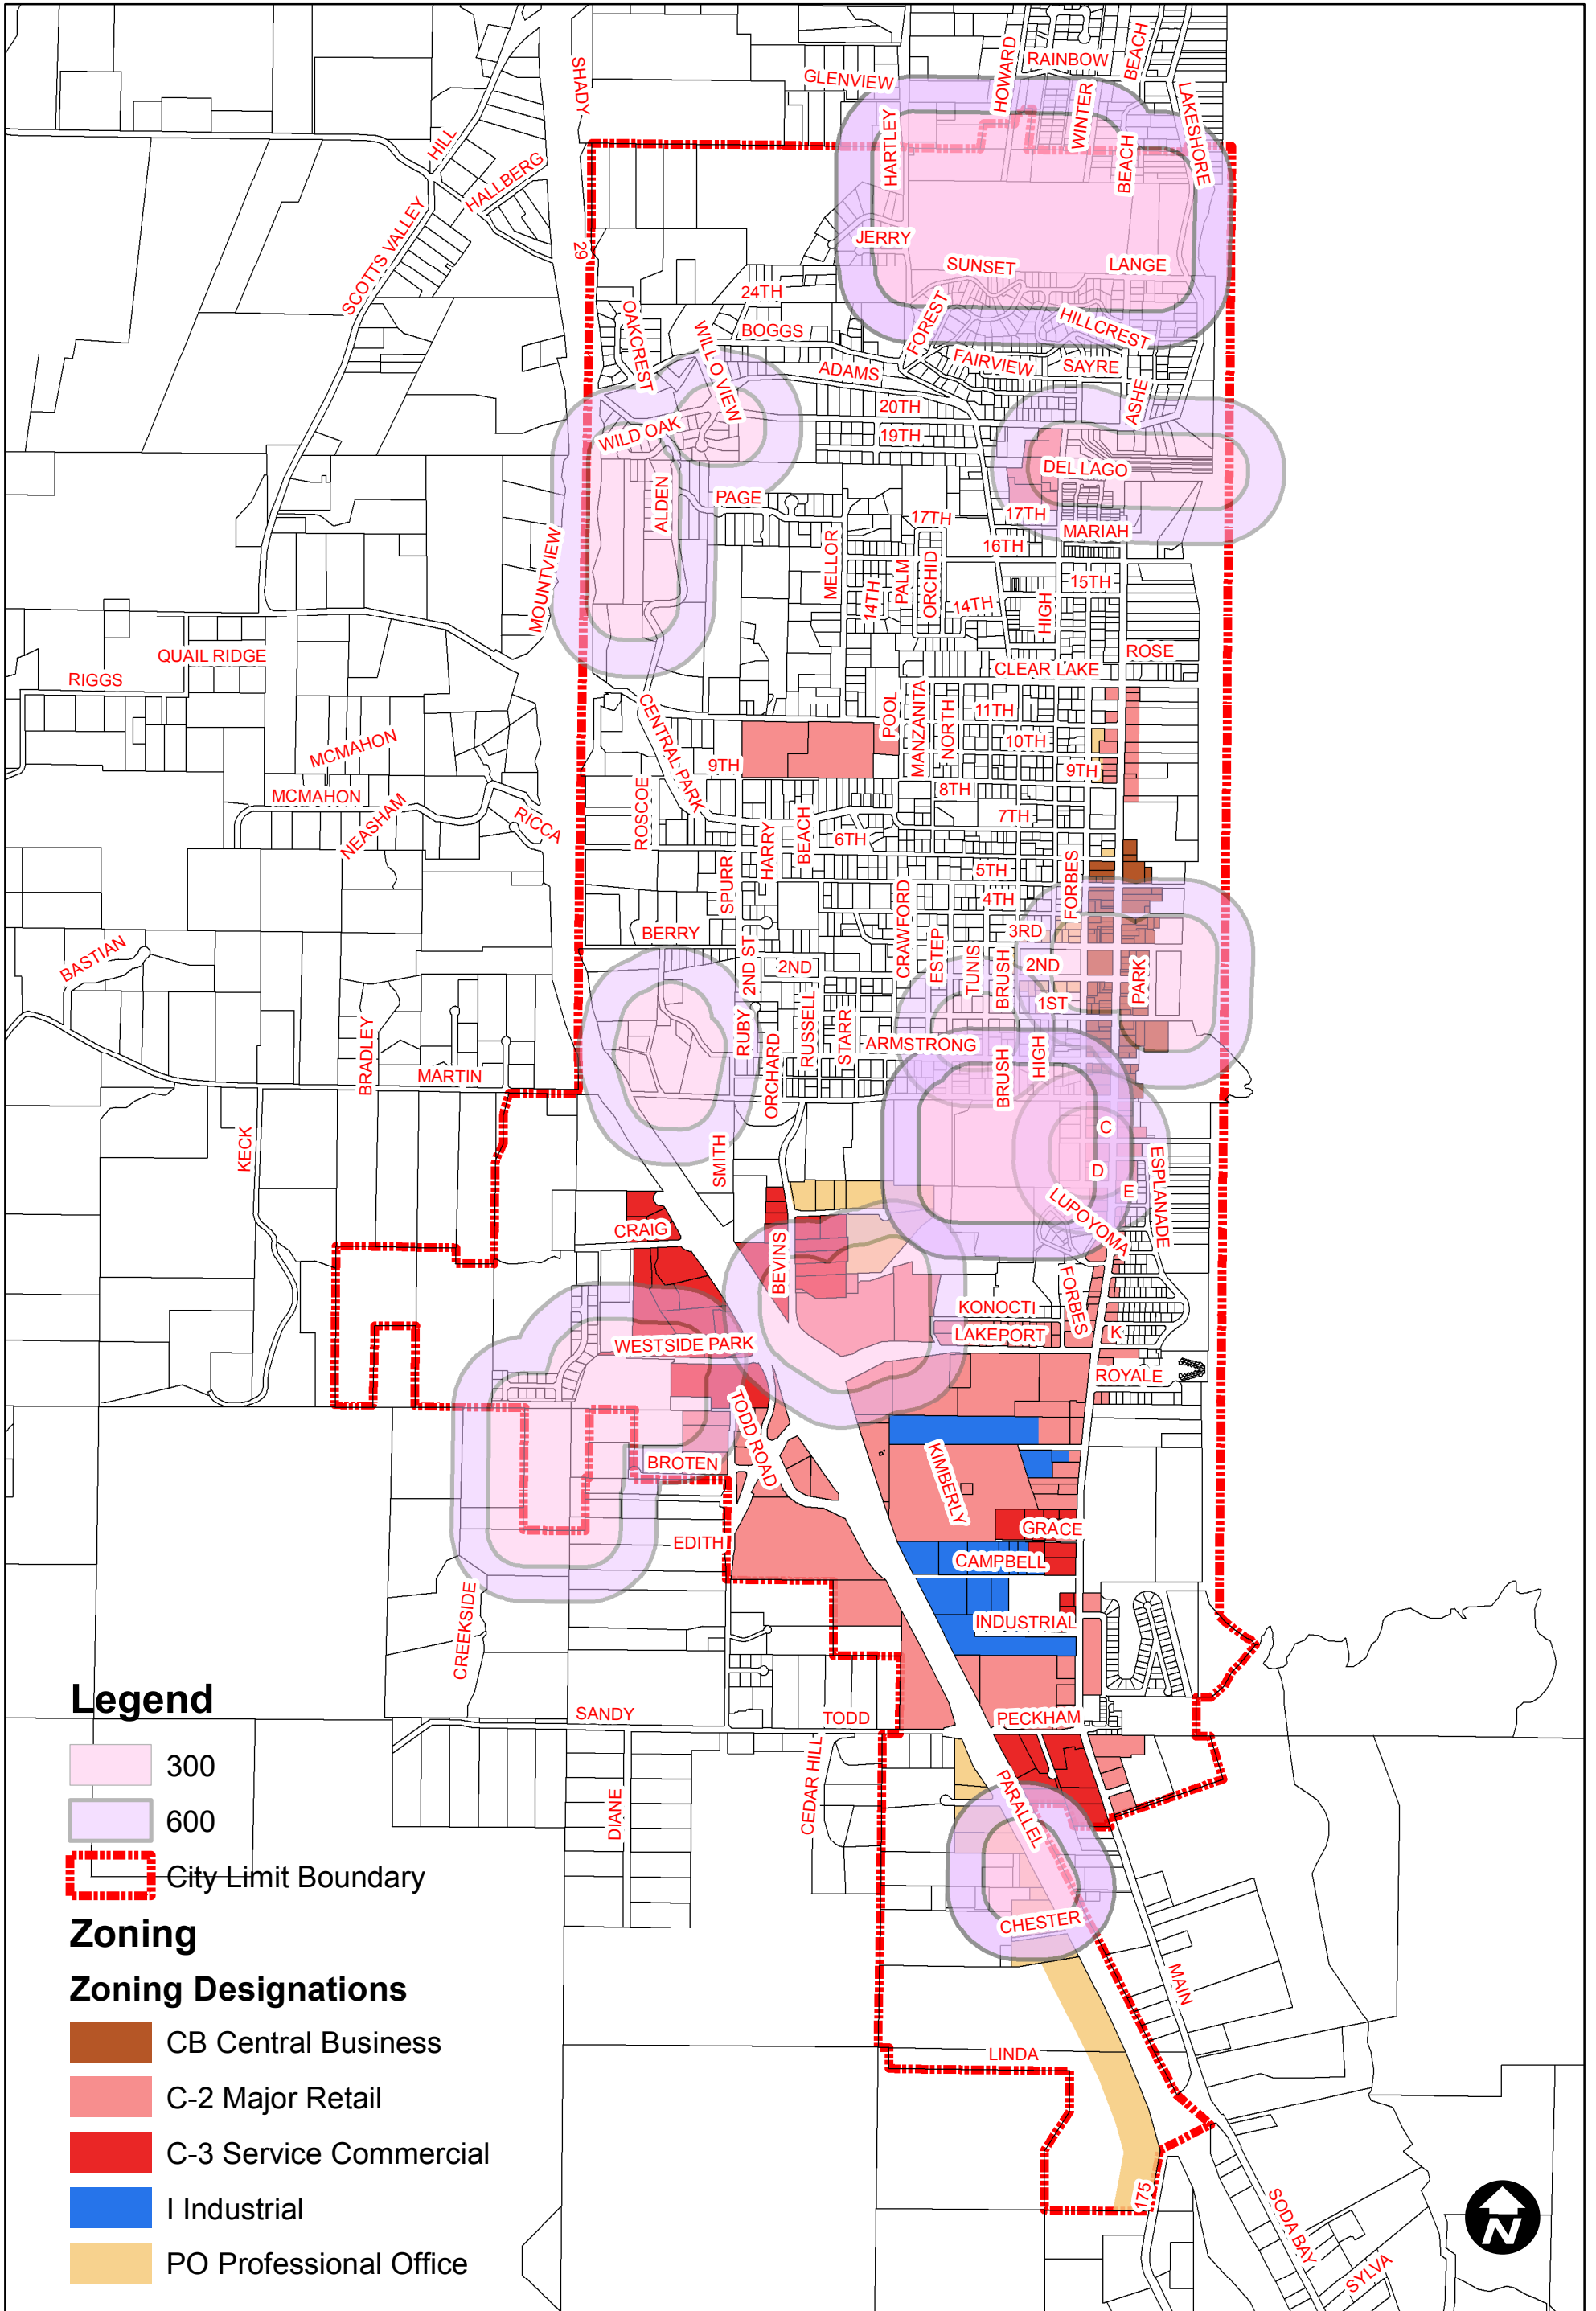 SHADY
GLENVIEW
HOWARD
RAINBOW
BEACH
WINTER
LAKESHORE
HARTLEY
BEACH
HILL
HALLBERG
SCOTTS VALLEY
29
JERRY
SUNSET
LANGE
24TH
OAKCREST
WILLO VIEW
BOGGS
FOREST
HILLCREST
ADAMS
FAIRVIEW
SAYRE
ASHE
20TH
19TH
WILD OAK
DEL LAGO
ALDEN
PAGE
17TH
17TH
MARIAH
16TH
MOUNTVIEW
MELLOR
14TH
PALM
ORCHID
14TH
HIGH
15TH
ROSE
QUAIL RIDGE
RIGGS
CLEAR LAKE
CENTRAL PARK
POOL
MANZANITA
NORTH
11TH
10TH
MCMAHON
9TH
9TH
MCMAHON
8TH
NEASHAM
RICCA
ROSCOE
7TH
HARRY
BEACH
6TH
SPURR
5TH
FORBES
4TH
CRAWFORD
BERRY
3RD
ESTEP
BASTIAN
2ND ST
2ND
TUNIS
BRUSH
2ND
PARK
1ST
RUBY
RUSSELL
STARR
ARMSTRONG
BRADLEY
MARTIN
ORCHARD
BRUSH
HIGH
KECK
SMITH
C
D
E
ESPLANADE
LUPOYOMA
CRAIG
BEVINS
FORBES
KONOCTI
LAKEPORT
K
WESTSIDE PARK
ROYALE
TODD ROAD
BROTEN
KIMBERLY
EDITH
GRACE
CAMPBELL
CREEKSIDE
INDUSTRIAL
SANDY
TODD
PECKHAM
CEDAR HILL
DIANE
PARALLEL
CHESTER
MAIN
LINDA
175
SODA BAY
SYLVA
N
Legend
300
600
City Limit Boundary
Zoning
Zoning Designations
CB Central Business
C-2 Major Retail
C-3 Service Commercial
I Industrial
PO Professional Office